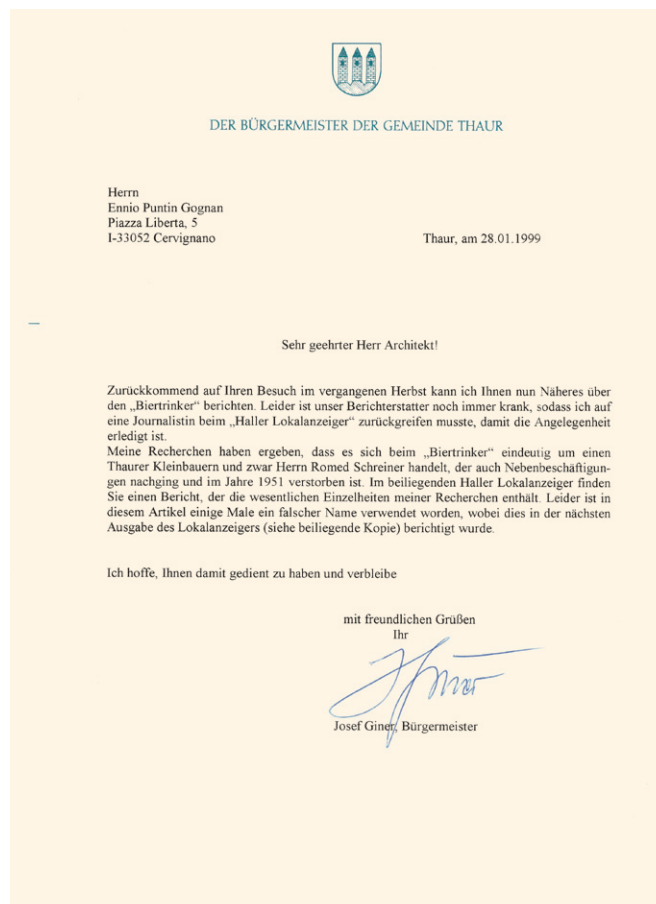 DER BÜRGERMEISTER DER GEMEINDE THAUR
Herrn
Ennio Puntin Gognan
Piazza Liberta, 5
I-33052 Cervignano
Thaur, am 28.01.1999
Sehr geehrter Herr Architekt!
Zurückkommend auf Ihren Besuch im vergangenen Herbst kann ich Ihnen nun Näheres über
den „Biertrinker“ berichten. Leider ist unser Berichterstatter noch immer krank, sodass ich auf
eine Journalistin beim „Haller Lokalanzeiger“ zurückgreifen musste, damit die Angelegenheit
erledigt ist.
Meine Recherchen haben ergeben, dass es sich beim „Biertrinker“ eindeutig um einen
Thaurer Kleinbauern und zwar Herrn Romed Schreiner handelt, der auch Nebenbeschäftigun-
gen nachging und im Jahre 1951 verstorben ist. Im beiliegenden Haller Lokalanzeiger finden
Sie einen Bericht, der die wesentlichen Einzelheiten meiner Recherchen enthält. Leider ist in
diesem Artikel einige Male ein falscher Name verwendet worden, wobei dies in der nächsten
Ausgabe des Lokalanzeigers (siehe beiliegende Kopie) berichtigt wurde.
Ich hoffe, Ihnen damit gedient zu haben und verbleibe
mit freundlichen Grüßen
Ihr
Josef Giner, Bürgermeister